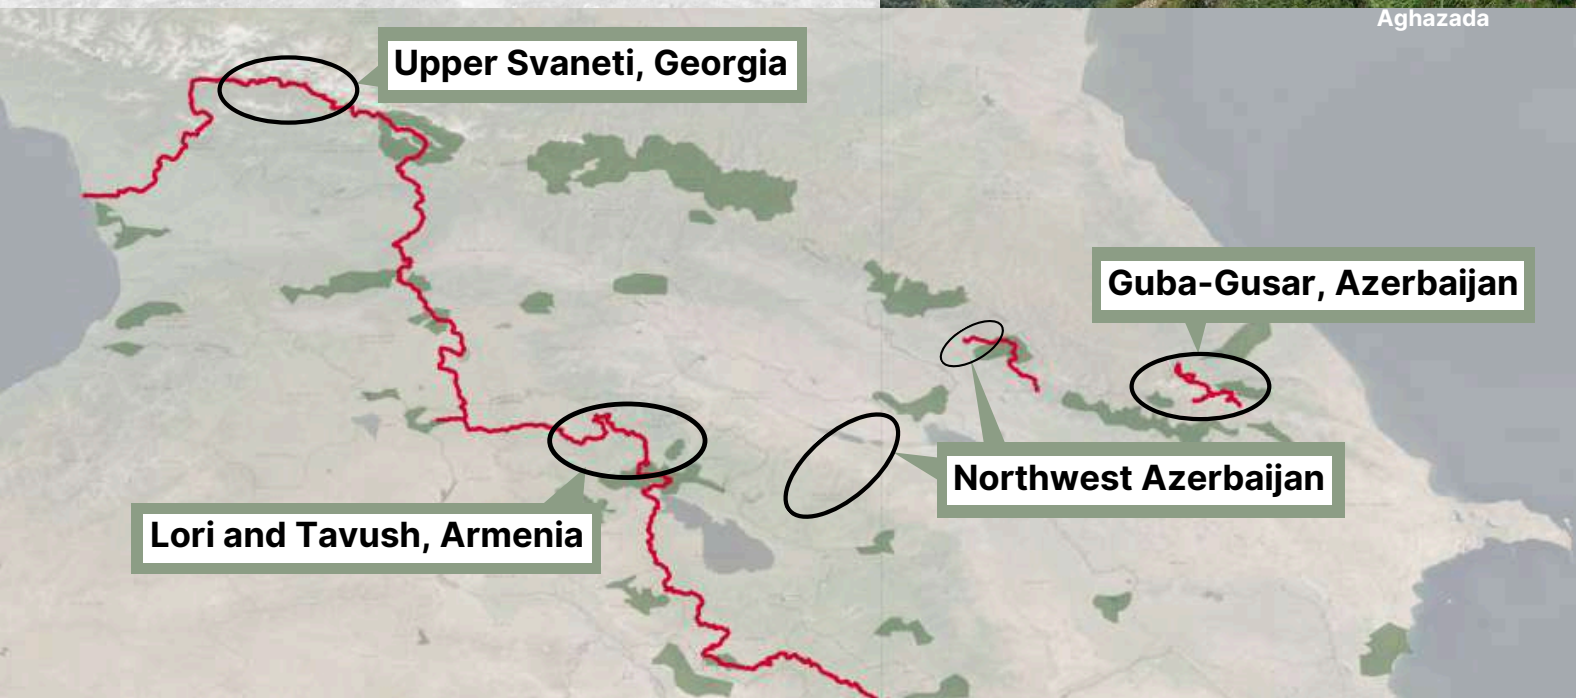 Aghazada
Upper Svaneti, Georgia
Guba-Gusar, Azerbaijan
Northwest Azerbaijan
Lori and Tavush, Armenia